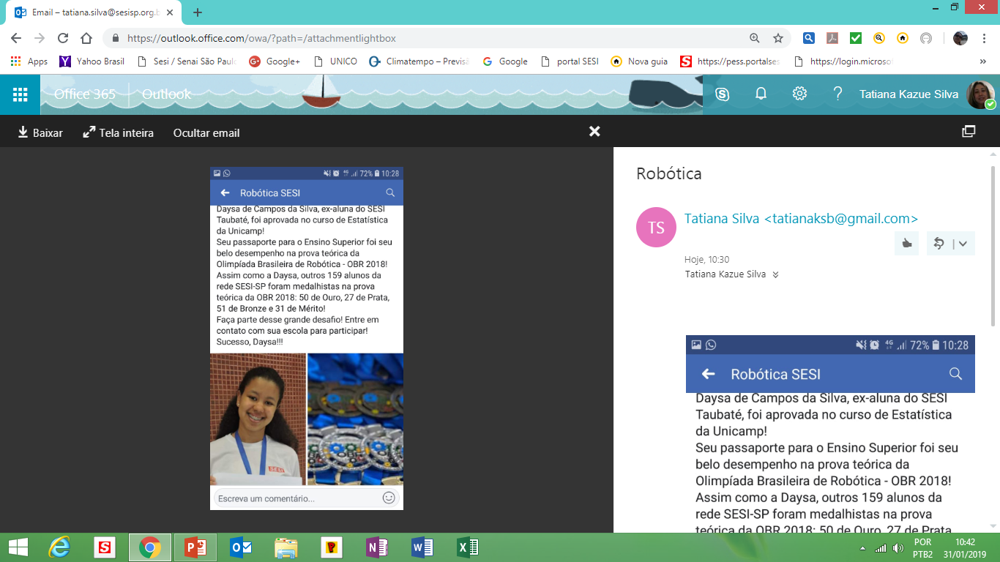 Email – tatiana.silva@sesisp.org.b
https://outlook.office.com/owa/?path=/attachmentlightbox
Apps
Yahoo Brasil
Sesi / Senai São Paulo
Google+
UNICO
Climatempo – Previsã
Google
portal SESI
Nova guia
https://pess.portalses
https://login.microsof
»
Office 365
Outlook
Tatiana Kazue Silva
Baixar
Tela inteira
Ocultar email
72% 10:28
Robótica SESI
Daysa de Campos da Silva, ex-aluna do SESI
Taubaté, foi aprovada no curso de Estatística
da Unicamp!
Seu passaporte para o Ensino Superior foi seu
belo desempenho na prova teórica da
Olimpíada Brasileira de Robótica - OBR 2018!
Assim como a Daysa, outros 159 alunos da
rede SESI-SP foram medalhistas na prova
teórica da OBR 2018: 50 de Ouro, 27 de Prata,
51 de Bronze e 31 de Mérito!
Faça parte desse grande desafio! Entre em
contato com sua escola para participar!
Sucesso, Daysa!!!
SESI
Escreva um comentário...
Robótica
TS
Tatiana Silva <tatianaksb@gmail.com>
Hoje, 10:30
Tatiana Kazue Silva
4G 72% 10:28
Robótica SESI
Daysa de Campos da Silva, ex-aluna do SESI
Taubaté, foi aprovada no curso de Estatística
da Unicamp!
Seu passaporte para o Ensino Superior foi seu
belo desempenho na prova teórica da
Olimpíada Brasileira de Robótica - OBR 2018!
Assim como a Daysa, outros 159 alunos da
rede SESI-SP foram medalhistas na prova
teórica da OBR 2018: 50 de Ouro, 27 de Prata
POR
PTB2
10:42
31/01/2019